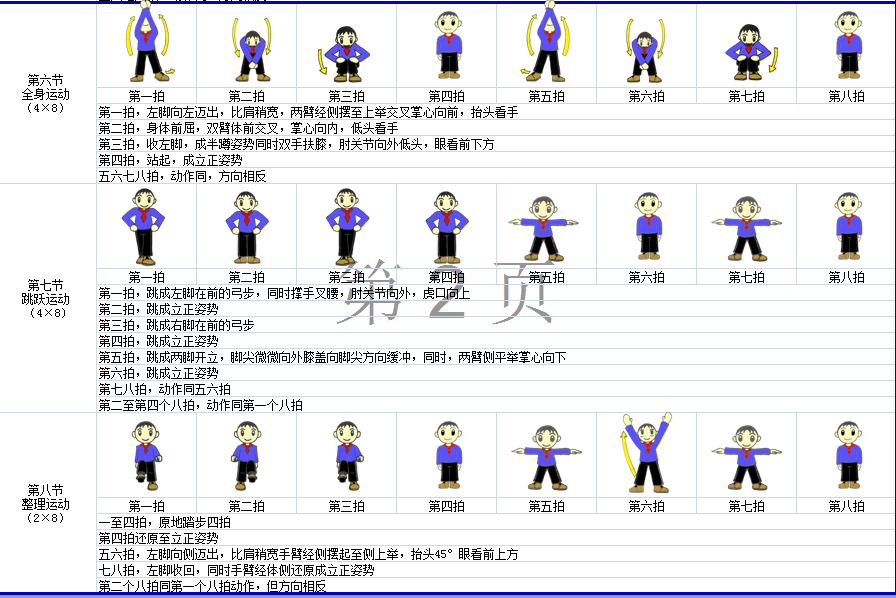 第六节
全身运动
(4×8)
第一拍 第二拍 第三拍 第四拍 第五拍 第六拍 第七拍 第八拍
第一拍，左脚向左迈出，比肩稍宽，两臂经侧摆至上举交叉掌心向前，抬头看手
第二拍，身体前屈，双臂体前交叉，掌心向内，低头看手
第三拍，收左脚，成半蹲姿势同时双手扶膝，肘关节向外低头，眼看前下方
第四拍，站起，成立正姿势
五六七八拍，动作同，方向相反
第七节
跳跃运动
(4×8)
第一拍 第二拍 第三拍 第四拍 第五拍 第六拍 第七拍 第八拍
第一拍，跳成左脚在前的弓步，同时撑手叉腰，肘关节向外，虎口向上
第二拍，跳成立正姿势
第三拍，跳成右脚在前的弓步
第四拍，跳成立正姿势
第五拍，跳成两脚开立，脚尖微微向外膝盖向脚尖方向缓冲，同时，两臂侧平举掌心向下
第六拍，跳成立正姿势
第七八拍，动作同五六拍
第二至第四个八拍，动作同第一个八拍
第 2 页
第八节
整理运动
(2×8)
第一拍 第二拍 第三拍 第四拍 第五拍 第六拍 第七拍 第八拍
一至四拍，原地踏步四拍
第四拍还原至立正姿势
五六拍，左脚向侧迈出，比肩稍宽手臂经侧摆起至侧上举，抬头45°眼看前上方
七八拍，左脚收回，同时手臂经体侧还原成立正姿势
第二个八拍同第一个八拍动作，但方向相反